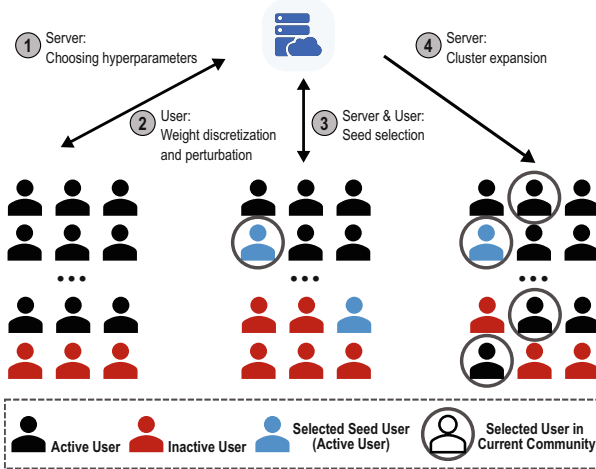 1 Server:
Choosing hyperparameters
2 User:
Weight discretization
and perturbation
3 Server & User:
Seed selection
4 Server:
Cluster expansion
•••
•••
•••
Active User
Inactive User
Selected Seed User
(Active User)
Selected User in
Current Community